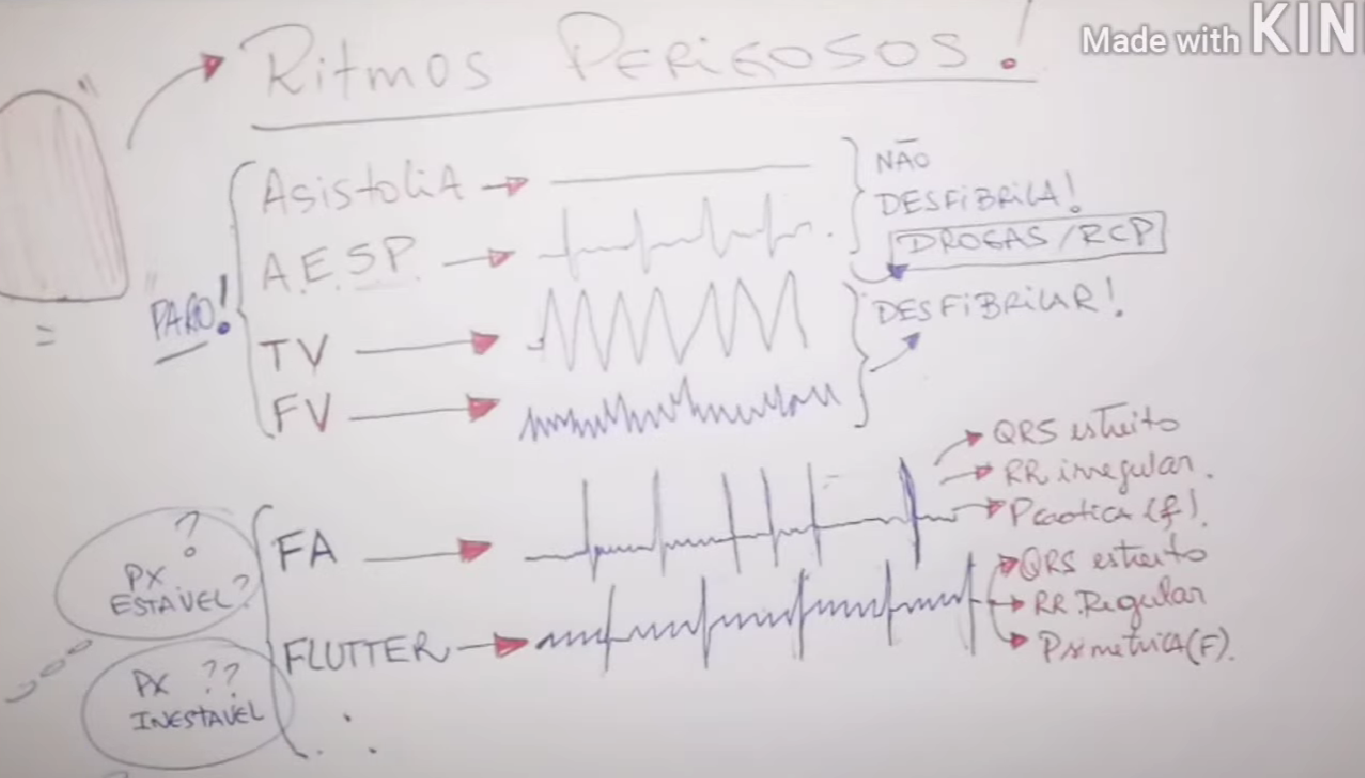 Made with KIN
Ritmos PERiGOSOS!
PARO!
AsistoliA
A.E.SP.
TV
FV
NÃO
DESFiBRiLA!
DROGAS/RCP
DESFiBRiLAR!
FA
QRS estreito
RR irregular.
P caotica (f).
FLUTTER
QRS estreito
RR Regular
P simetrica (F).
?
PX
ESTÁVEL?
PX ??
INESTAVEL